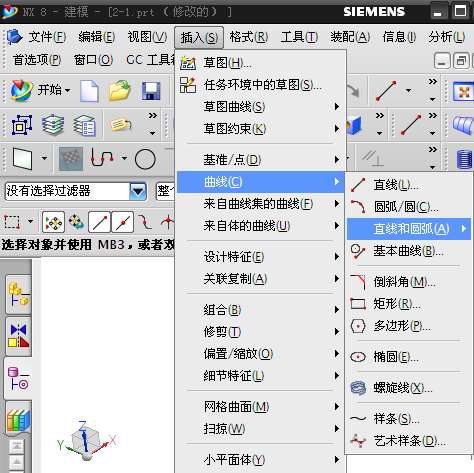 NX 8 - 建模 - [2-1.prt （修改的） ]
SIEMENS
文件(F) 编辑(E) 视图(V) 插入(S) 格式(R) 工具(T) 装配(A) 信息(I) 分析(L)
首选项(P) 窗口(O) GC 工具箱
开始
没有选择过滤器
整个
选择对象并使用 MB3，或者双
草图(H)...
任务环境中的草图(S)...
草图曲线(S)
草图约束(K)
基准/点(D)
曲线(C)
来自曲线集的曲线(F)
来自体的曲线(U)
设计特征(E)
关联复制(A)
组合(B)
修剪(T)
偏置/缩放(O)
细节特征(L)
网格曲面(M)
扫掠(W)
小平面体(Y)
直线(L)...
圆弧/圆(C)...
直线和圆弧(A)
基本曲线(B)...
倒斜角(M)...
矩形(R)...
多边形(P)...
椭圆(E)...
螺旋线(X)...
样条(S)...
艺术样条(D)...
Z
Y
X